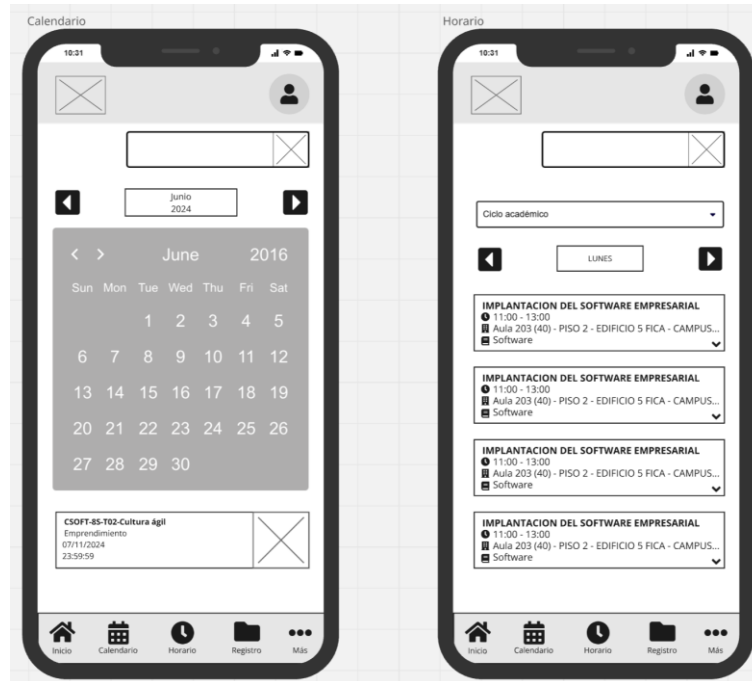 Calendario
10:31
Junio
2024
June 2016
Sun Mon Tue Wed Thu Fri Sat
1 2 3 4 5
6 7 8 9 10 11 12
13 14 15 16 17 18 19
20 21 22 23 24 25 26
27 28 29 30
CSOFT-8S-T02-Cultura ágil
Emprendimiento
07/11/2024
23:59:59
Inicio Calendario Horario Registro Más
Horario
10:31
Ciclo académico
LUNES
IMPLANTACION DEL SOFTWARE EMPRESARIAL
11:00 - 13:00
Aula 203 (40) - PISO 2 - EDIFICIO 5 FICA - CAMPUS...
Software
IMPLANTACION DEL SOFTWARE EMPRESARIAL
11:00 - 13:00
Aula 203 (40) - PISO 2 - EDIFICIO 5 FICA - CAMPUS...
Software
IMPLANTACION DEL SOFTWARE EMPRESARIAL
11:00 - 13:00
Aula 203 (40) - PISO 2 - EDIFICIO 5 FICA - CAMPUS...
Software
IMPLANTACION DEL SOFTWARE EMPRESARIAL
11:00 - 13:00
Aula 203 (40) - PISO 2 - EDIFICIO 5 FICA - CAMPUS...
Software
Inicio Calendario Horario Registro Más